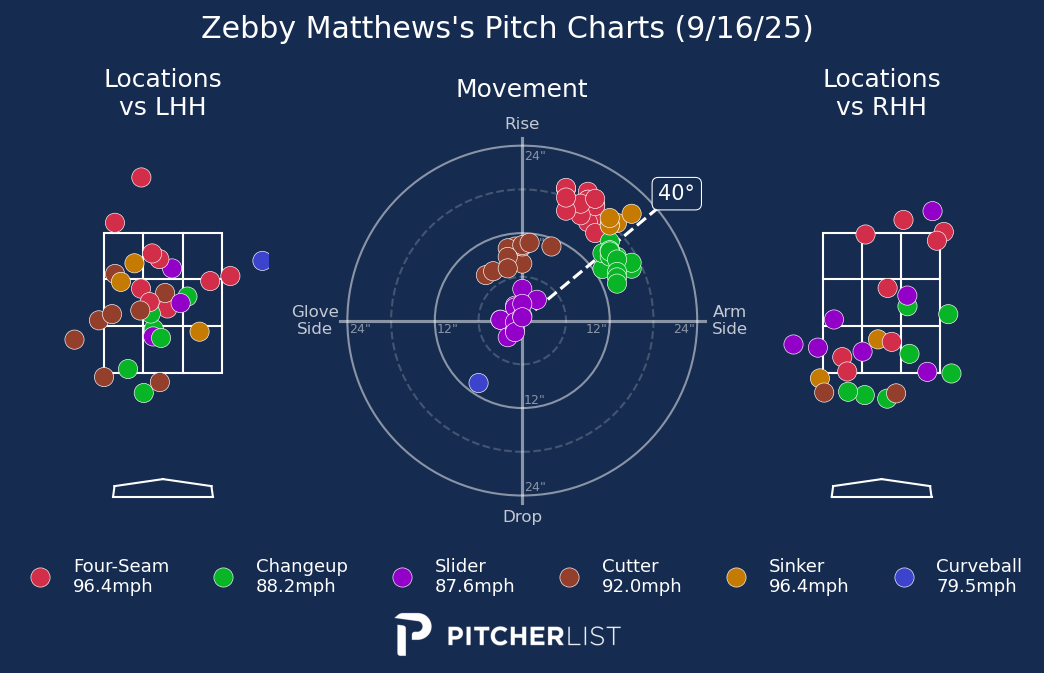 Zebby Matthews's Pitch Charts (9/16/25)
Locations
vs LHH
Movement
Locations
vs RHH
Rise
24"
40°
Glove
Side
24"
12"
12"
24"
Arm
Side
12"
24"
Drop
Four-Seam
96.4mph
Changeup
88.2mph
Slider
87.6mph
Cutter
92.0mph
Sinker
96.4mph
Curveball
79.5mph
PITCHERLIST